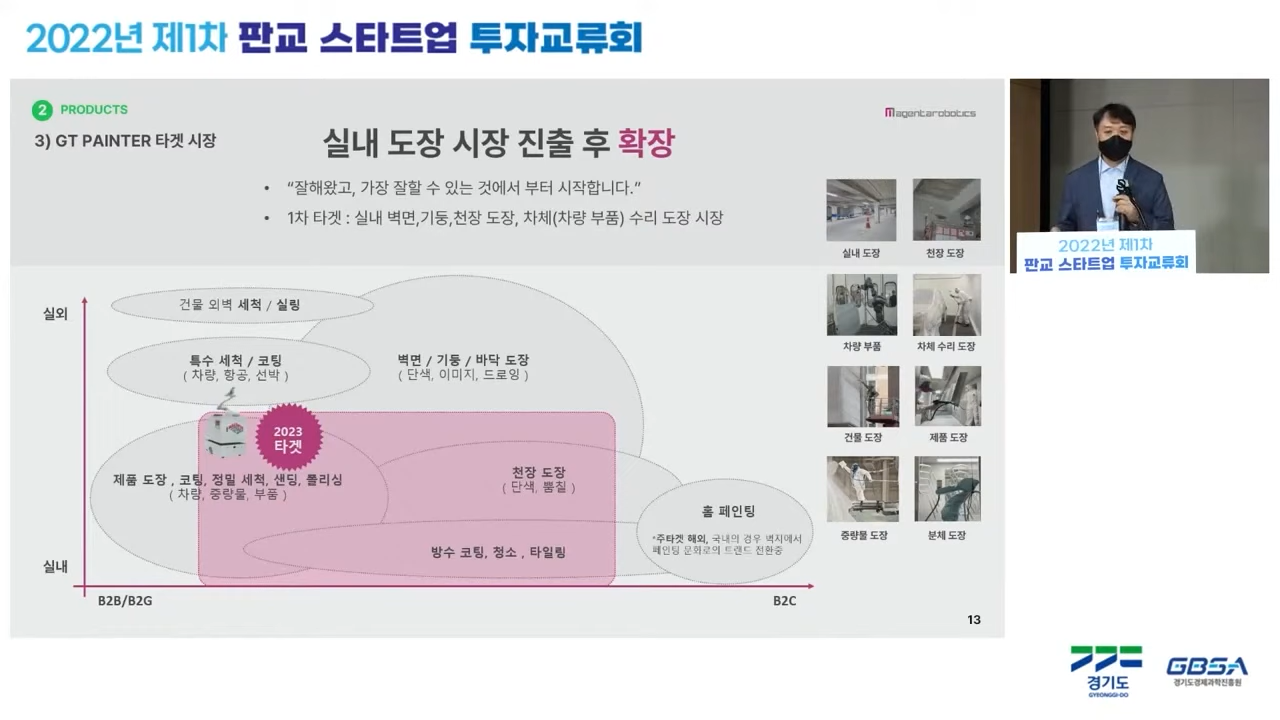 2022년 제1차 판교 스타트업 투자교류회
2 PRODUCTS
magentarobotics
3) GT PAINTER 타겟 시장
실내 도장 시장 진출 후 확장
• “잘해왔고, 가장 잘할 수 있는 것에서 부터 시작합니다.”
• 1차 타겟 : 실내 벽면,기둥,천장 도장, 차체(차량 부품) 수리 도장 시장
실내 도장
천장 도장
차량 부품
차체 수리 도장
건물 도장
제품 도장
중량물 도장
분체 도장
실외
건물 외벽 세척 / 실링
특수 세척 / 코팅
( 차량, 항공, 선박 )
벽면 / 기둥 / 바닥 도장
( 단색, 이미지, 드로잉 )
2023
타겟
제품 도장 , 코팅, 정밀 세척, 샌딩, 폴리싱
( 차량, 중량물, 부품 )
천장 도장
( 단색, 뿜칠 )
홈 페인팅
*주타겟 해외, 국내의 경우 벽지에서
페인팅 문화로의 트랜드 전환중
방수 코팅, 청소 , 타일링
실내
B2B/B2G
B2C
13
2022년 제1차
판교 스타트업 투자교류회
경기도
GYEONGGI-DO
GBSA
경기도경제과학진흥원